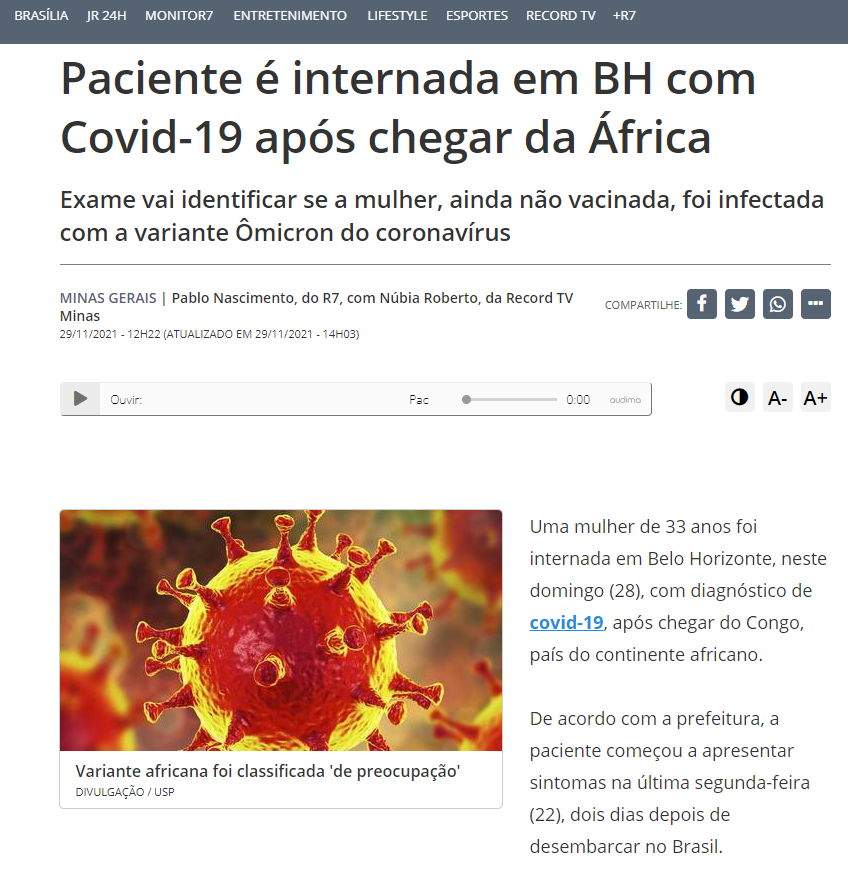 BRASÍLIA JR 24H MONITOR7 ENTRETENIMENTO LIFESTYLE ESPORTES RECORD TV +R7
Paciente é internada em BH com
Covid-19 após chegar da África
Exame vai identificar se a mulher, ainda não vacinada, foi infectada
com a variante Ômicron do coronavírus
MINAS GERAIS | Pablo Nascimento, do R7, com Núbia Roberto, da Record TV
Minas
29/11/2021 - 12H22 (ATUALIZADO EM 29/11/2021 - 14H03)
COMPARTILHE:
Ouvir: Pac 0:00 audima
A- A+
Variante africana foi classificada 'de preocupação'
DIVULGAÇÃO / USP
Uma mulher de 33 anos foi
internada em Belo Horizonte, neste
domingo (28), com diagnóstico de
covid-19, após chegar do Congo,
país do continente africano.
De acordo com a prefeitura, a
paciente começou a apresentar
sintomas na última segunda-feira
(22), dois dias depois de
desembarcar no Brasil.